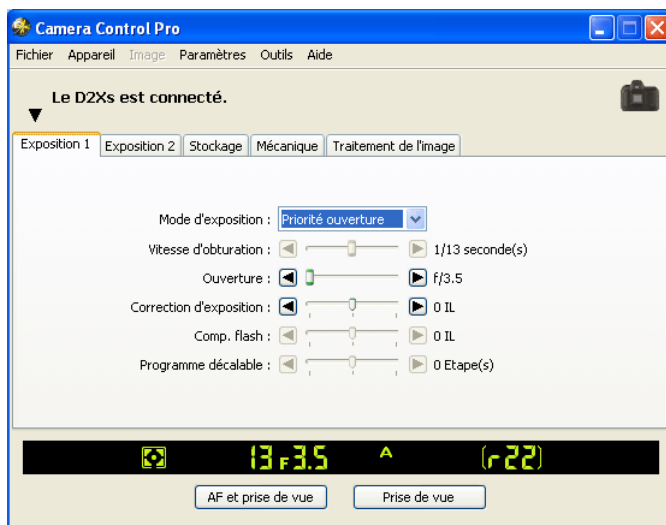 Camera Control Pro
Fichier Appareil Image Paramètres Outils Aide
Le D2Xs est connecté.
Exposition 1 Exposition 2 Stockage Mécanique Traitement de l'image
Mode d'exposition : Priorité ouverture
Vitesse d'obturation : 1/13 seconde(s)
Ouverture : f/3.5
Correction d'exposition : 0 IL
Comp. flash : 0 IL
Programme décalable : 0 Etape(s)
13 F3.5 A (r22)
AF et prise de vue Prise de vue